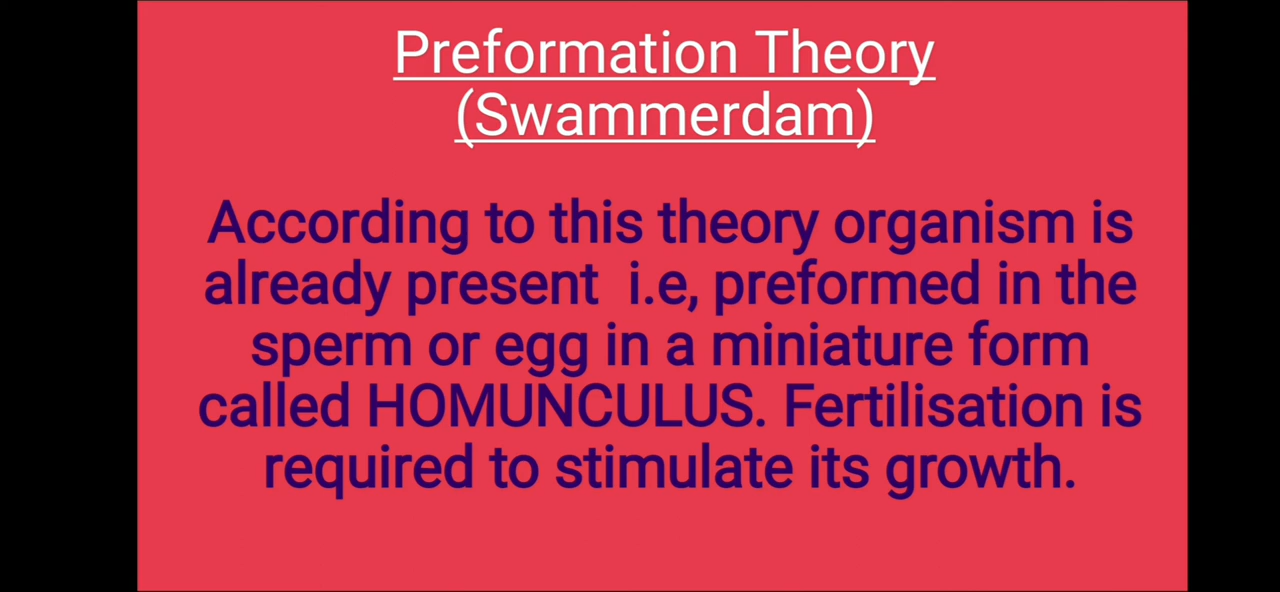 Preformation Theory
(Swammerdam)
According to this theory organism is
already present  i.e, preformed in the
sperm or egg in a miniature form
called HOMUNCULUS. Fertilisation is
required to stimulate its growth.